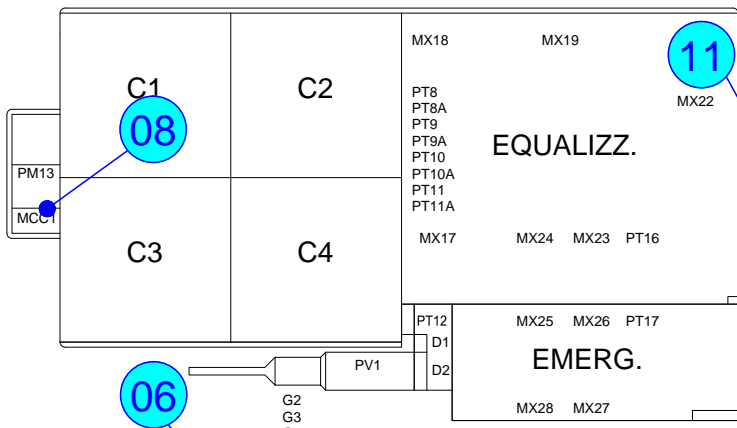 MX18 MX19
11
C1 C2
PT8
MX22
PT8A
08
PT9
PT9A
EQUALIZZ.
PT10
PM13
PT10A
PT11
PT11A
MCC1
MX17 MX24 MX23 PT16
C3 C4
PT12 MX25 MX26 PT17
D1
PV1
D2
EMERG.
06
G2
MX28 MX27
G3